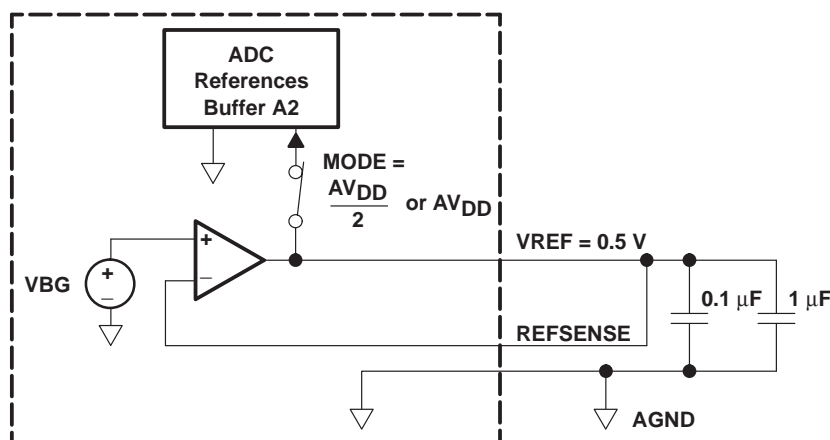 ADC
References
Buffer A2
MODE =
AVDD
2
or AVDD
+
−
VBG
+
−
VREF = 0.5 V
0.1 μF
1 μF
REFSENSE
AGND